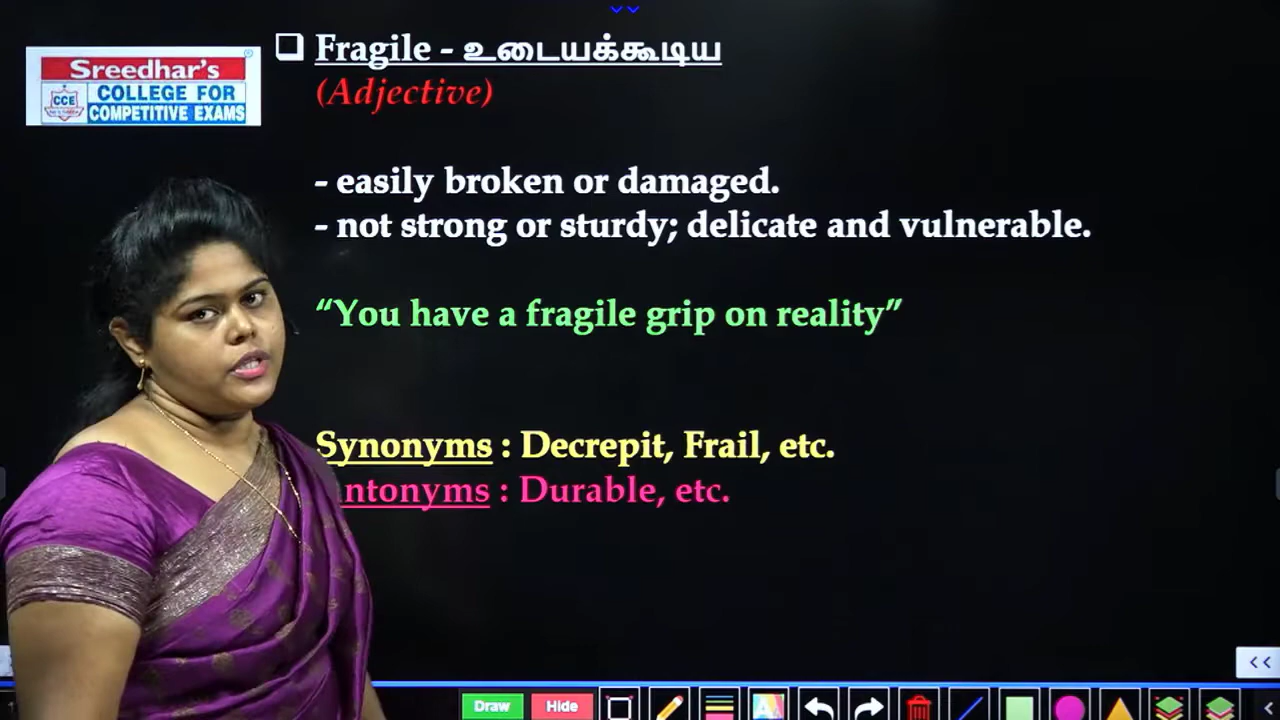 Sreedhar's
CCE
COLLEGE FOR
COMPETITIVE EXAMS
Fragile - உடையக்கூடிய
(Adjective)
- easily broken or damaged.
- not strong or sturdy; delicate and vulnerable.
“You have a fragile grip on reality”
Synonyms : Decrepit, Frail, etc.
ntonyms : Durable, etc.
Draw
Hide